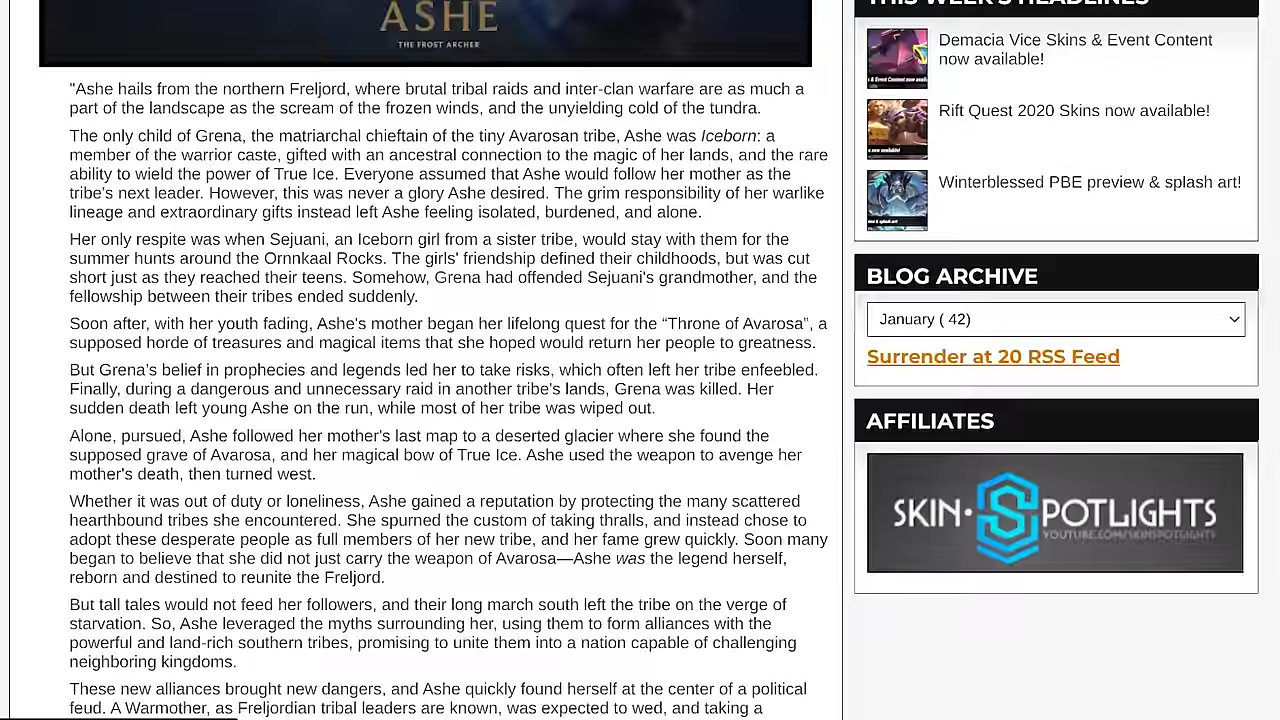 ASHE
THE FROST ARCHER
"Ashe hails from the northern Freljord, where brutal tribal raids and inter-clan warfare are as much a
part of the landscape as the scream of the frozen winds, and the unyielding cold of the tundra.
The only child of Grena, the matriarchal chieftain of the tiny Avarosan tribe, Ashe was Iceborn: a
member of the warrior caste, gifted with an ancestral connection to the magic of her lands, and the rare
ability to wield the power of True Ice. Everyone assumed that Ashe would follow her mother as the
tribe's next leader. However, this was never a glory Ashe desired. The grim responsibility of her warlike
lineage and extraordinary gifts instead left Ashe feeling isolated, burdened, and alone.
Her only respite was when Sejuani, an Iceborn girl from a sister tribe, would stay with them for the
summer hunts around the Ornnkaal Rocks. The girls' friendship defined their childhoods, but was cut
short just as they reached their teens. Somehow, Grena had offended Sejuani's grandmother, and the
fellowship between their tribes ended suddenly.
Soon after, with her youth fading, Ashe's mother began her lifelong quest for the “Throne of Avarosa”, a
supposed horde of treasures and magical items that she hoped would return her people to greatness.
But Grena’s belief in prophecies and legends led her to take risks, which often left her tribe enfeebled.
Finally, during a dangerous and unnecessary raid in another tribe’s lands, Grena was killed. Her
sudden death left young Ashe on the run, while most of her tribe was wiped out.
Alone, pursued, Ashe followed her mother's last map to a deserted glacier where she found the
supposed grave of Avarosa, and her magical bow of True Ice. Ashe used the weapon to avenge her
mother's death, then turned west.
Whether it was out of duty or loneliness, Ashe gained a reputation by protecting the many scattered
hearthbound tribes she encountered. She spurned the custom of taking thralls, and instead chose to
adopt these desperate people as full members of her new tribe, and her fame grew quickly. Soon many
began to believe that she did not just carry the weapon of Avarosa—Ashe was the legend herself,
reborn and destined to reunite the Freljord.
But tall tales would not feed her followers, and their long march south left the tribe on the verge of
starvation. So, Ashe leveraged the myths surrounding her, using them to form alliances with the
powerful and land-rich southern tribes, promising to unite them into a nation capable of challenging
neighboring kingdoms.
These new alliances brought new dangers, and Ashe quickly found herself at the center of a political
feud. A Warmother, as Freljordian tribal leaders are known, was expected to wed, and taking a
THIS WEEK'S HEADLINES
Demacia Vice Skins & Event Content
now available!
Rift Quest 2020 Skins now available!
Winterblessed PBE preview & splash art!
BLOG ARCHIVE
January ( 42)
Surrender at 20 RSS Feed
AFFILIATES
SKIN SPOTLIGHTS
YOUTUBE.COM/SKINSPOTLIGHTS